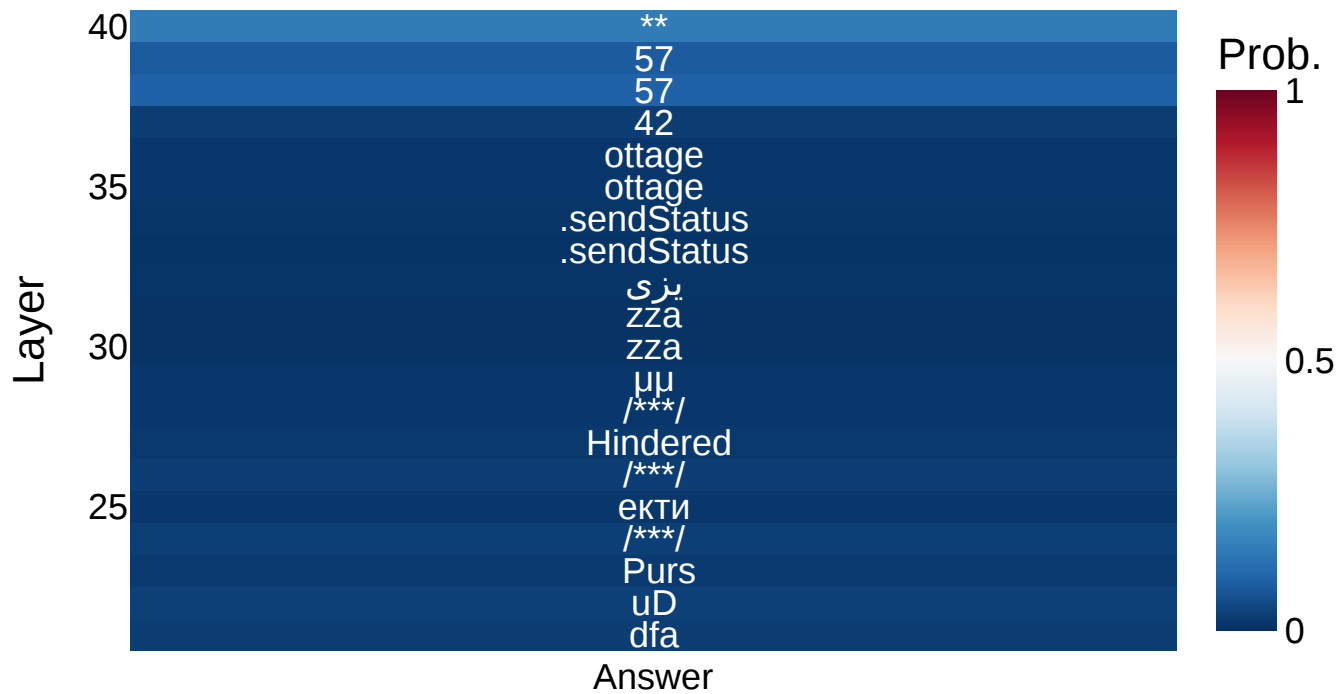 40
**
57
57
42
ottage
35
ottage
.sendStatus
.sendStatus
یزی
zza
30
zza
μμ
/***/
Hindered
/***/
25
екти
/***/
Purs
uD
dfa
Answer
Layer
Prob.
1
0.5
0